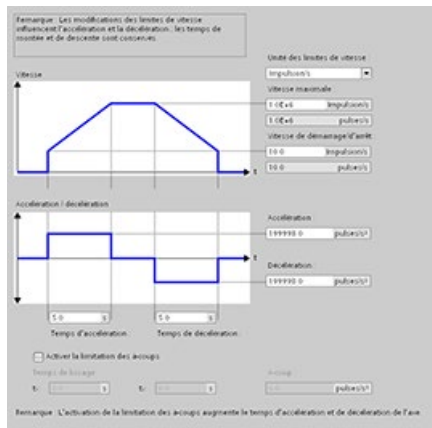 Remarque : Les modifications des limites de vitesse
influencent l'accélération et la décélération; les temps de
montée et de descente sont conservés.
Unité des limites de vitesse :
Impulsion/s
Vitesse
Vitesse maximale :
1.0E+6 Impulsion/s
1.0E+6 pulses/s
Vitesse de démarrage/d'arrêt :
10.0 Impulsion/s
10.0 pulses/s
t
Accélération / décélération
Accélération :
199998.0 pulses/s²
t
Décélération :
199998.0 pulses/s²
5.0 s 5.0 s
Temps d'accélération : Temps de décélération :
Activer la limitation des à-coups
Temps de lissage à-coup
s s pulses/s³
Remarque : L'activation de la limitation des à-coups augmente le temps d'accélération et de décélération de l'axe